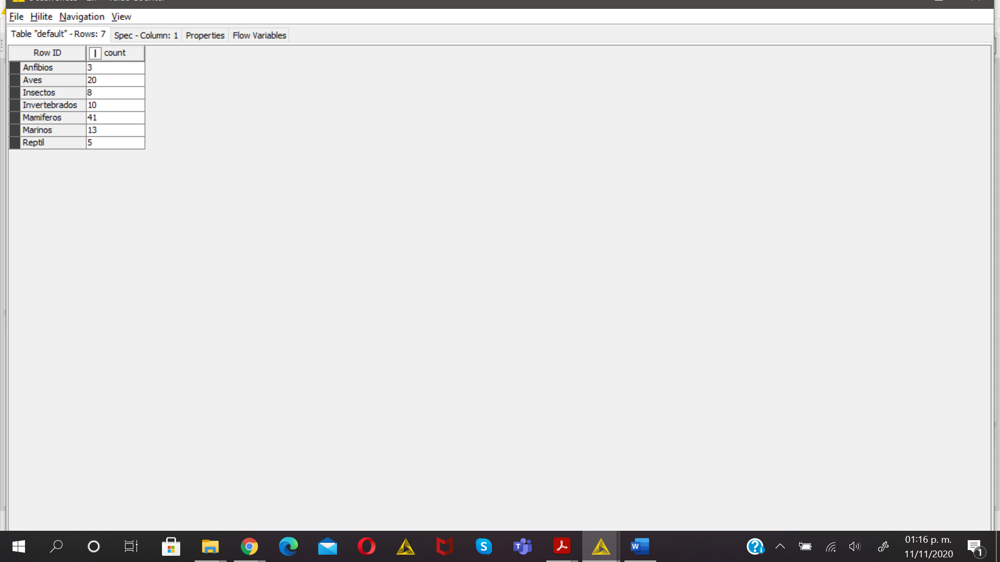 File Hilite Navigation View
Table "default" - Rows: 7 Spec - Column: 1 Properties Flow Variables
Row ID I count
Anfibios 3
Aves 20
Insectos 8
Invertebrados 10
Mamiferos 41
Marinos 13
Reptil 5
01:16 p. m.
11/11/2020
1